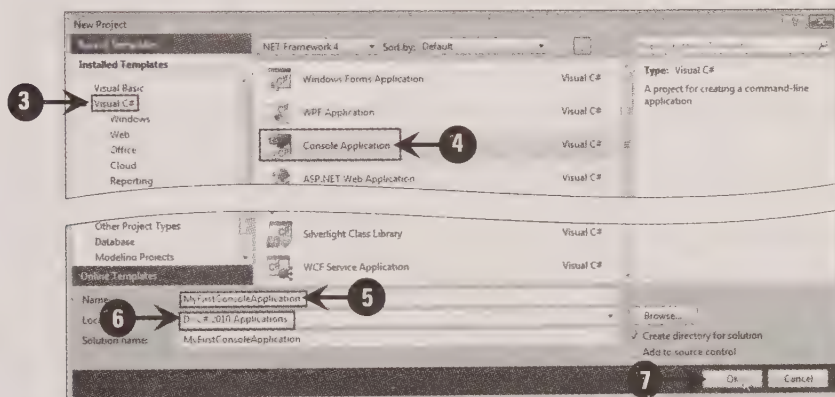 New Project
NET Framework 4 Sort by: Default
Installed Templates
Visual Basic
3
Visual C#
Windows
Web
Office
Cloud
Reporting
Windows Forms Application Visual C#
WPF Application Visual C#
Console Application 4 Visual C#
ASP.NET Web Application Visual C#
Type: Visual C#
A project for creating a command-line
application
Other Project Types
Database
Modeling Projects
Online Templates
Silverlight Class Library Visual C#
WCF Service Application Visual C#
Name MyFirstConsoleApplication 5
6
2010 Applications
Solution name: MyFirstConsoleApplication
Browse...
Create directory for solution
Add to source control
7
OK Cancel